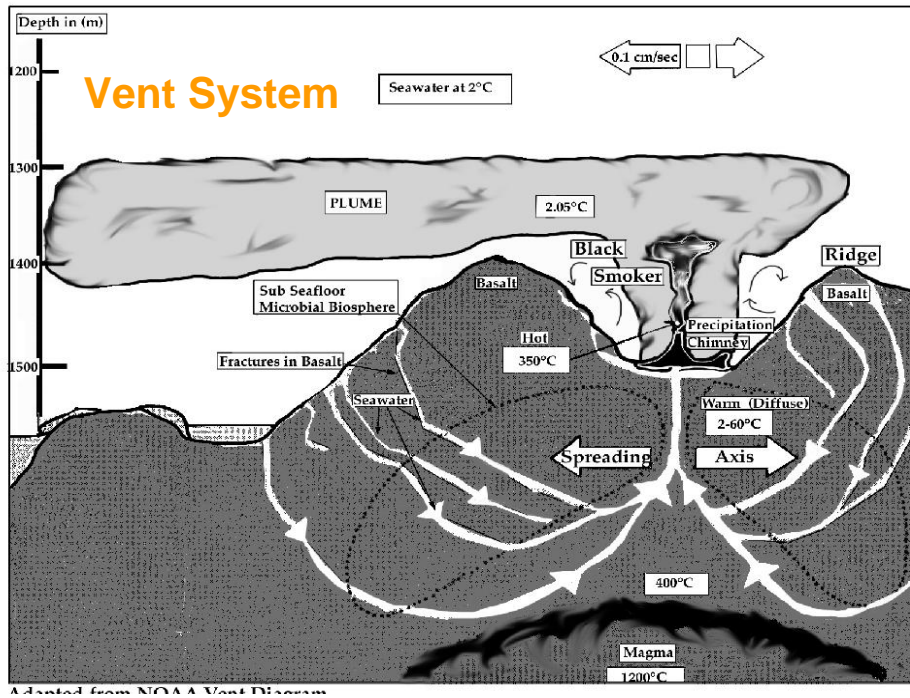 Depth in (m)
0.1 cm/sec
1200
Vent System
Seawater at 2°C
1300
PLUME
2.05°C
Black
Smoker
Ridge
1400
Sub Seafloor
Microbial Biosphere
Basalt
Basalt
Precipitation
Chimney
Hot
350°C
Fractures in Basalt
1500
Seawater
Warm (Diffuse)
2-60°C
Spreading
Axis
400°C
Magma
1200°C
Adapted from NOAA Vent Diagram